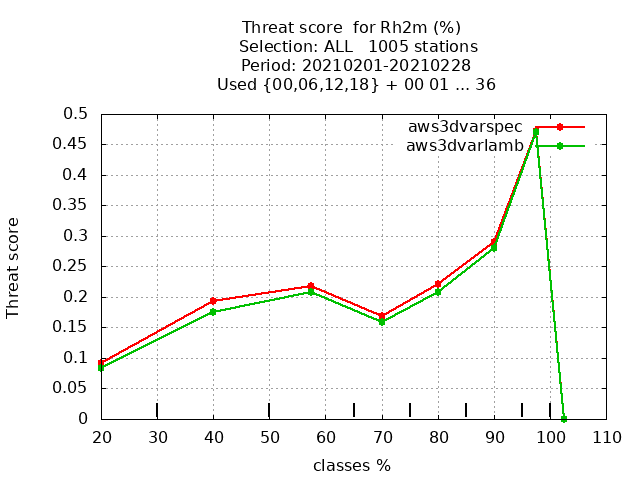 Threat score  for Rh2m (%)
Selection: ALL   1005 stations
Period: 20210201-20210228
Used {00,06,12,18} + 00 01 ... 36
aws3dvarspec
aws3dvarlamb
0.5
0.45
0.4
0.35
0.3
0.25
0.2
0.15
0.1
0.05
0
Threat score
20 30 40 50 60 70 80 90 100 110
classes %